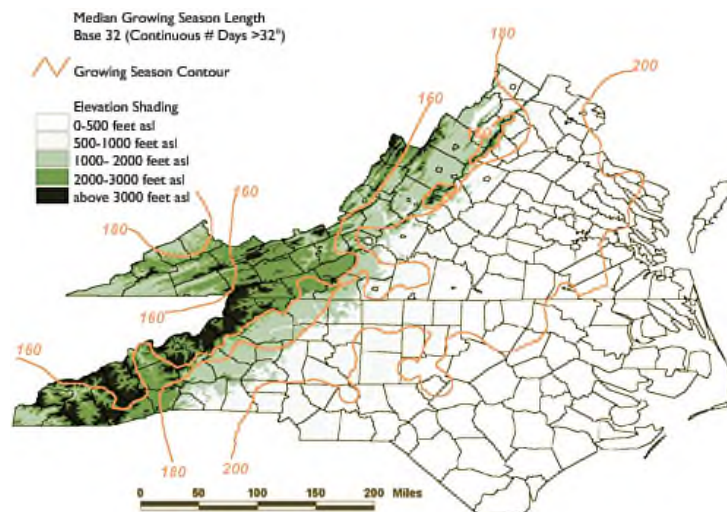 Median Growing Season Length
Base 32 (Continuous # Days >32°)
Growing Season Contour
Elevation Shading
0-500 feet asl
500-1000 feet asl
1000- 2000 feet asl
2000-3000 feet asl
above 3000 feet asl
180
200
160
160
160
180
160
160
180
200
0 50 100 150 200 Miles